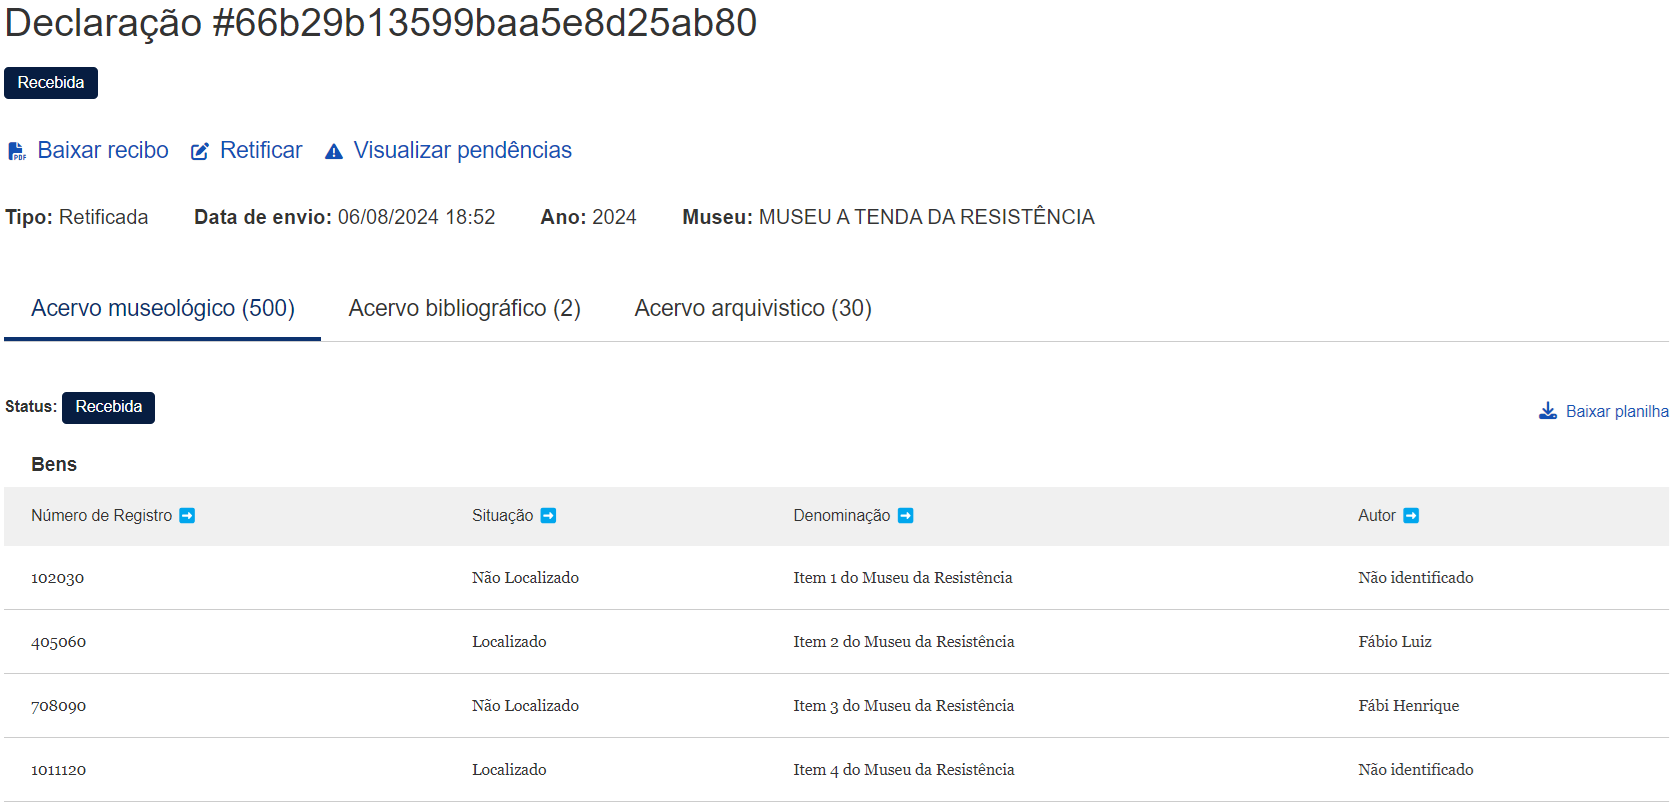 Declaração #66b29b13599baa5e8d25ab80
Recebida
Baixar recibo Retificar Visualizar pendências
Tipo: Retificada Data de envio: 06/08/2024 18:52 Ano: 2024 Museu: MUSEU A TENDA DA RESISTÊNCIA
Acervo museológico (500) Acervo bibliográfico (2) Acervo arquivistico (30)
Status: Recebida Baixar planilha
Bens
Número de Registro Situação Denominação Autor
102030 Não Localizado Item 1 do Museu da Resistência Não identificado
405060 Localizado Item 2 do Museu da Resistência Fábio Luiz
708090 Não Localizado Item 3 do Museu da Resistência Fábi Henrique
1011120 Localizado Item 4 do Museu da Resistência Não identificado